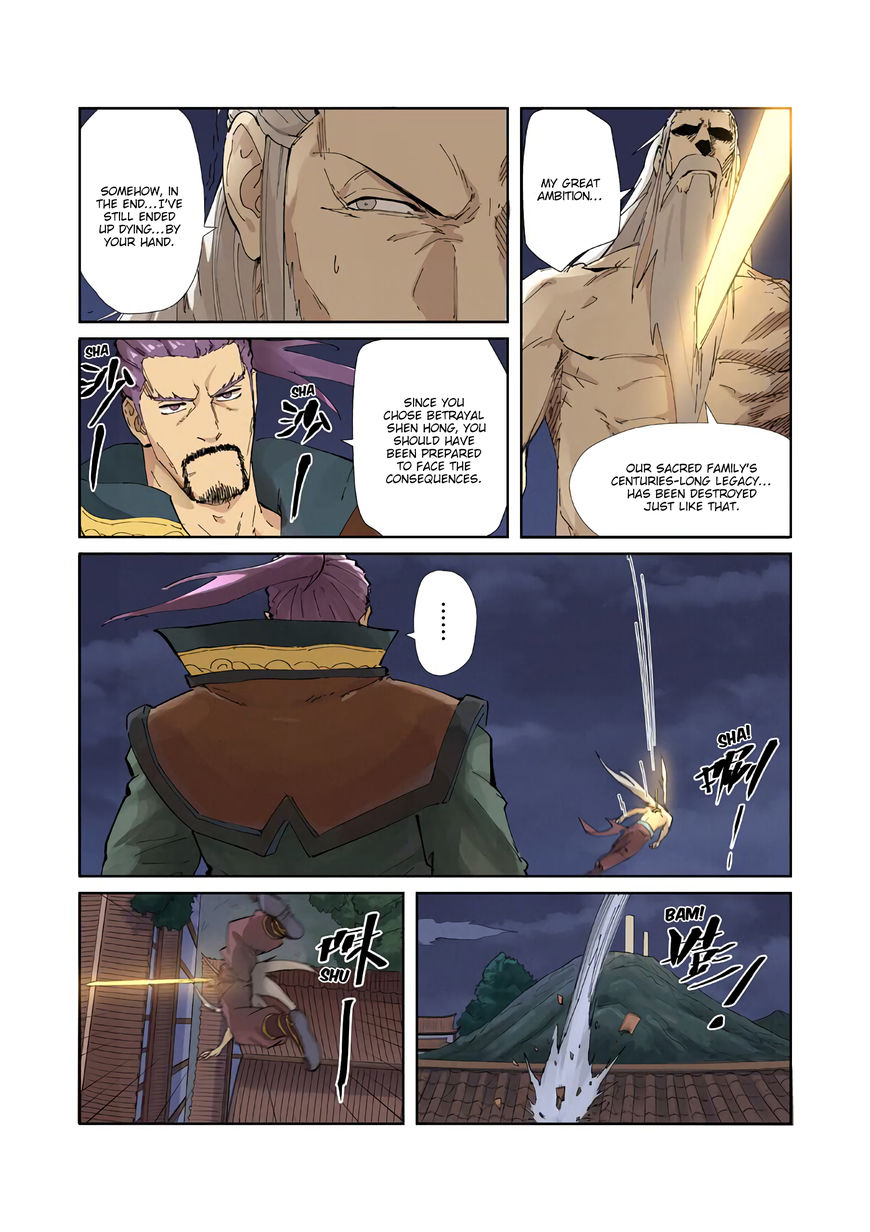 SOMEHOW, IN
THE END...I'VE
STILL ENDED
UP DYING...BY
YOUR HAND.
MY GREAT
AMBITION...
OUR SACRED FAMILY'S
CENTURIES-LONG LEGACY...
HAS BEEN DESTROYED
JUST LIKE THAT.
SHA
SHA
SINCE YOU
CHOSE BETRAYAL
SHEN HONG, YOU
SHOULD HAVE
BEEN PREPARED
TO FACE THE
CONSEQUENCES.
......
SHA!
SHU
BAM!